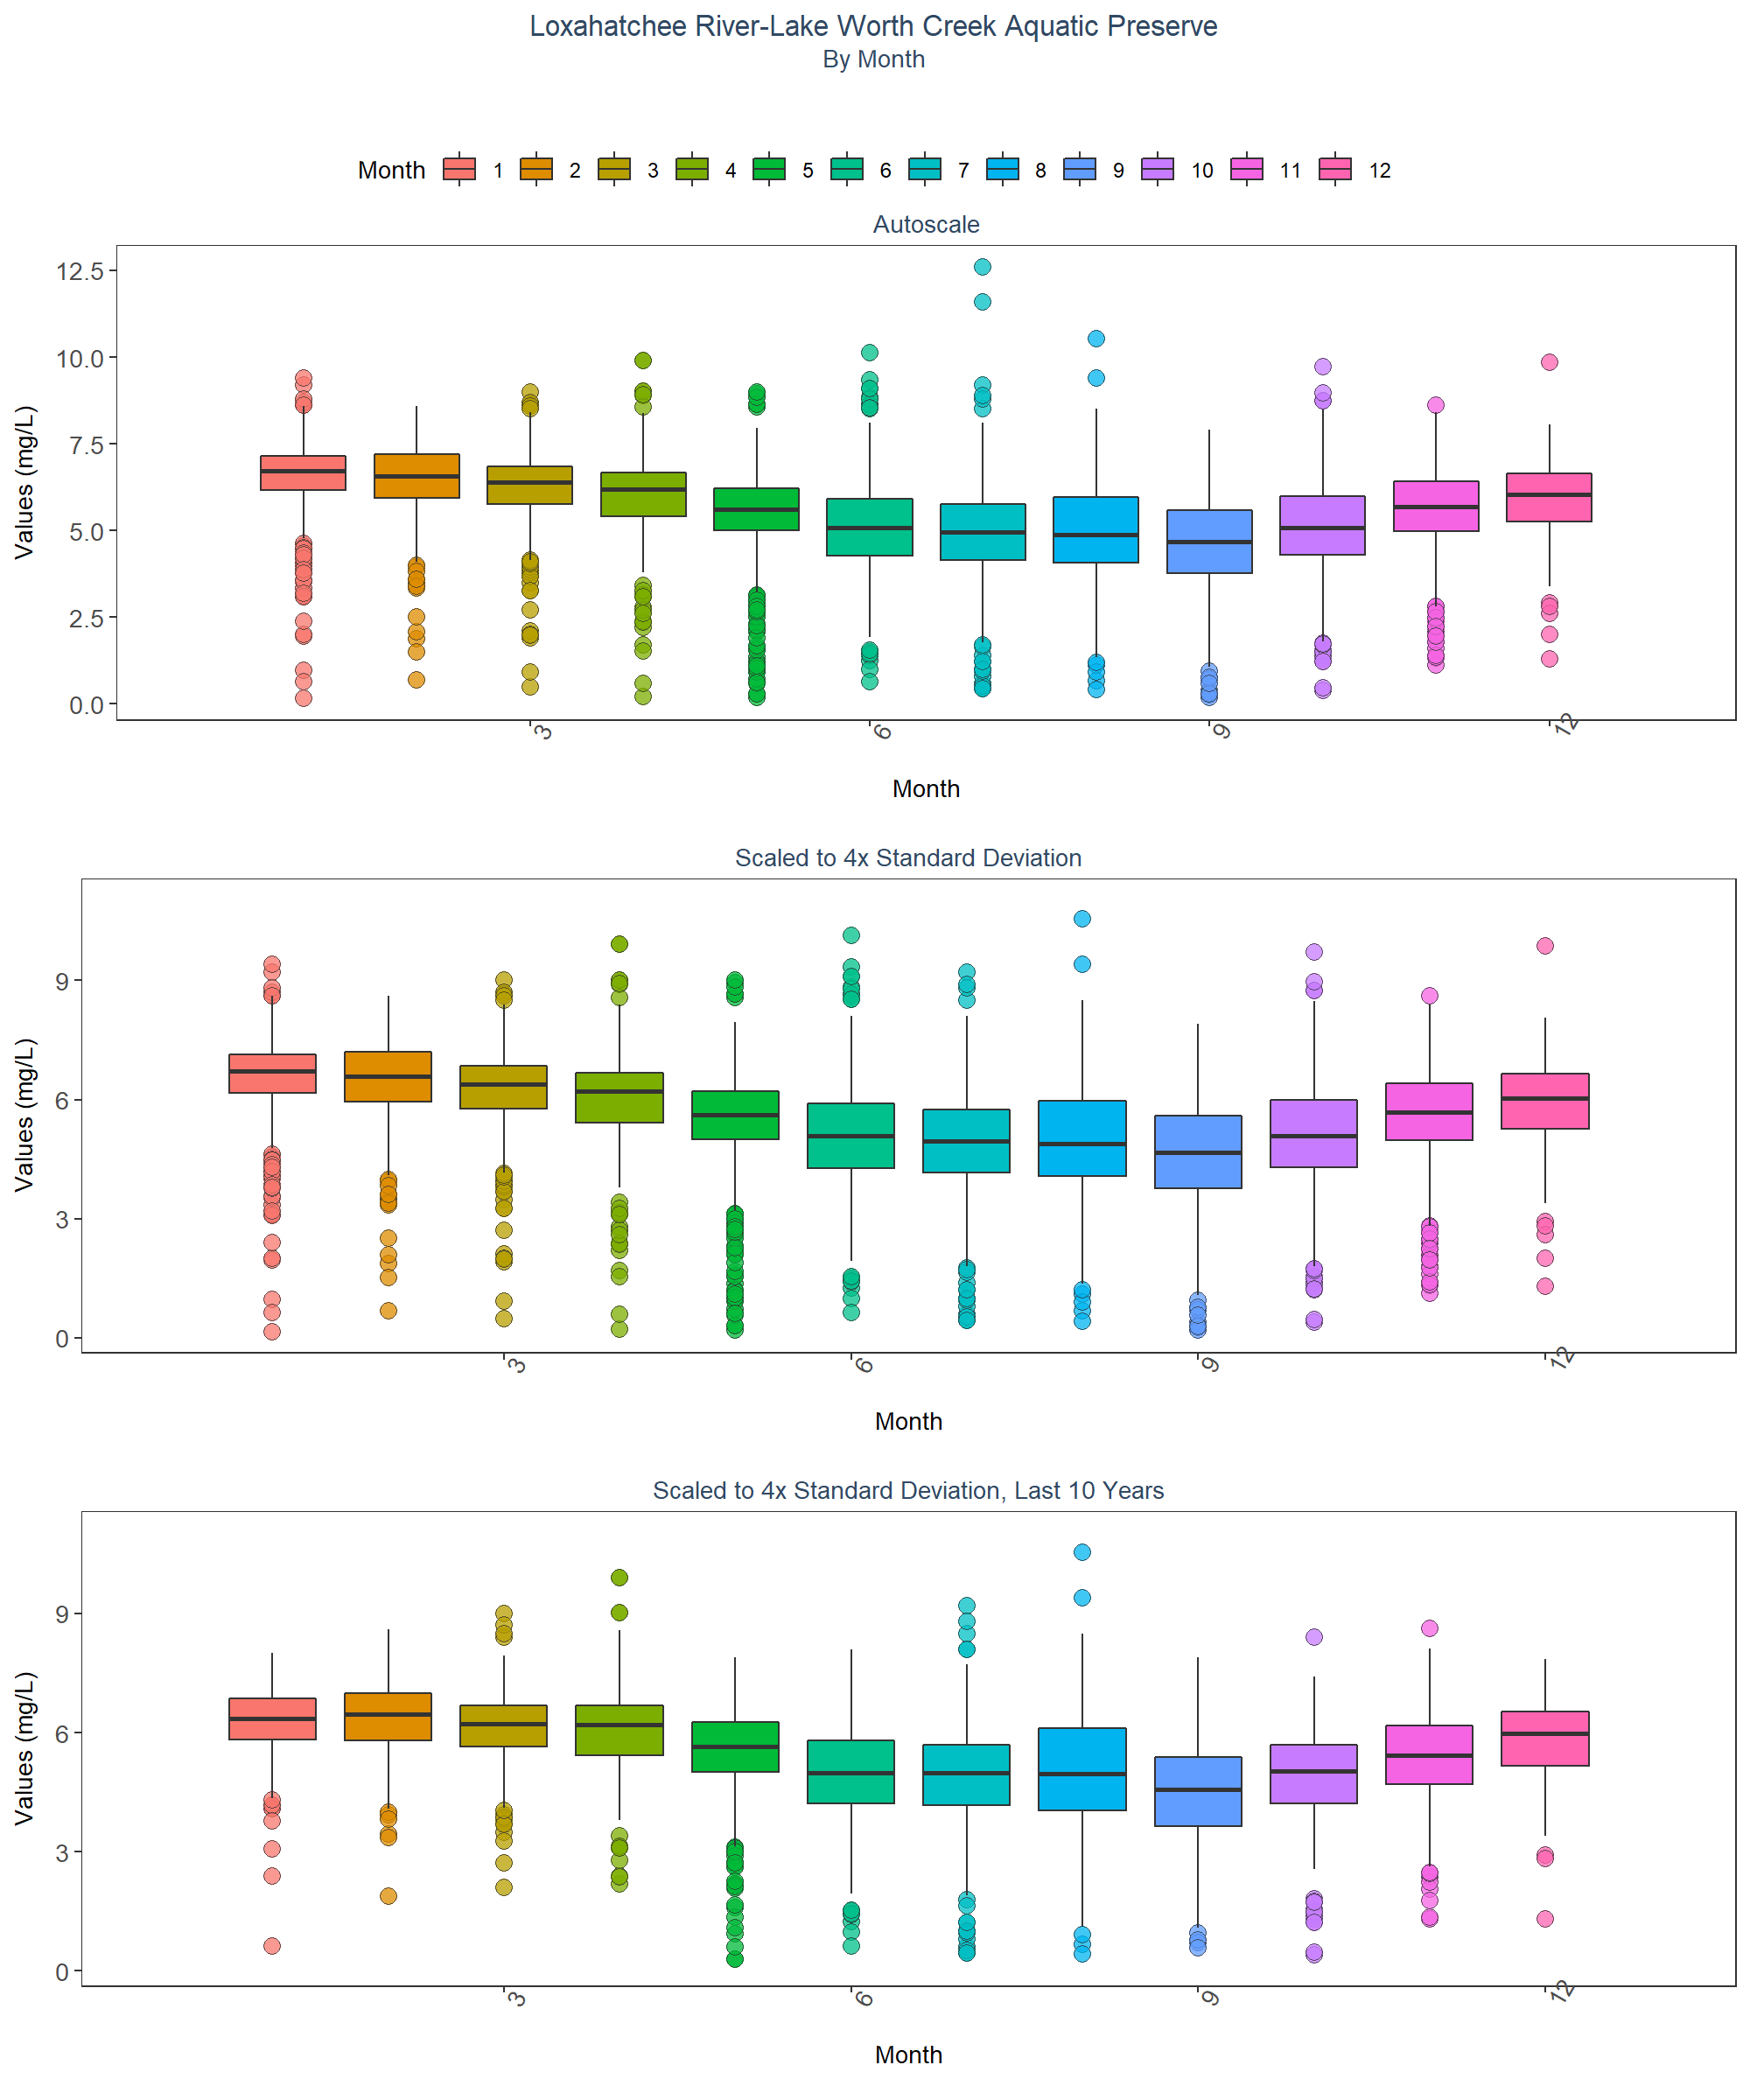 Loxahatchee River-Lake Worth Creek Aquatic Preserve
By Month
Month 1 2 3 4 5 6 7 8 9 10 11 12
Autoscale
Values (mg/L)
12.5
10.0
7.5
5.0
2.5
0.0
3 6 9 12
Month
Scaled to 4x Standard Deviation
Values (mg/L)
9
6
3
0
3 6 9 12
Month
Scaled to 4x Standard Deviation, Last 10 Years
Values (mg/L)
9
6
3
0
3 6 9 12
Month